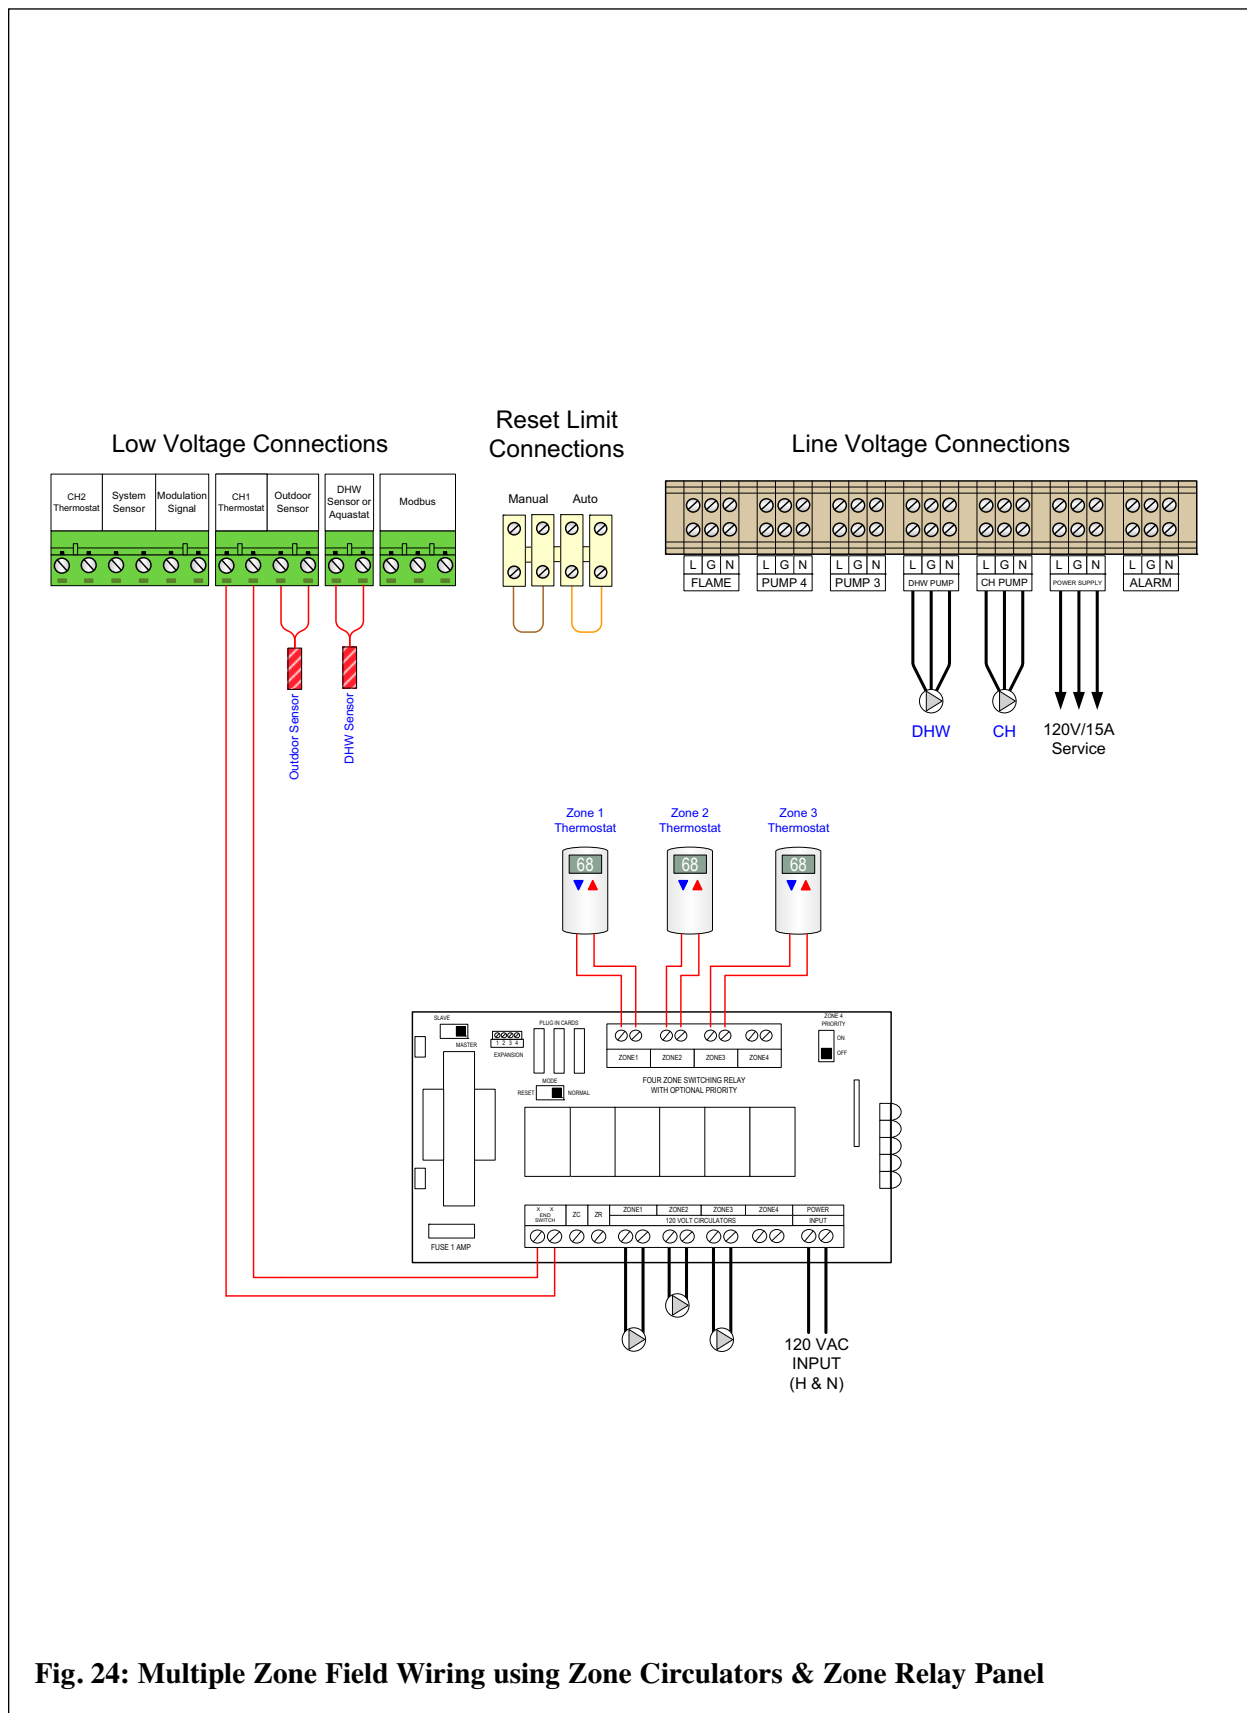 Low Voltage Connections
Reset Limit
Connections
Line Voltage Connections
CH2
Thermostat
System
Sensor
Modulation
Signal
CH1
Thermostat
Outdoor
Sensor
DHW
Sensor or
Aquastat
Modbus
Manual
Auto
L G N
L G N
L G N
L G N
L G N
L G N
L G N
FLAME
PUMP 4
PUMP 3
DHW PUMP
CH PUMP
POWER SUPPLY
ALARM
Outdoor Sensor
DHW Sensor
DHW
CH
120V/15A
Service
Zone 1
Thermostat
Zone 2
Thermostat
Zone 3
Thermostat
68
68
68
SLAVE
MASTER
1 2 3 4
EXPANSION
PLUG IN CARDS
ZONE1
ZONE2
ZONE3
ZONE4
ZONE 4
PRIORITY
ON
OFF
MODE
RESET
NORMAL
FOUR ZONE SWITCHING RELAY
WITH OPTIONAL PRIORITY
FUSE 1 AMP
X X
END
SWITCH
ZC
ZR
ZONE1
ZONE2
ZONE3
ZONE4
120 VOLT CIRCULATORS
POWER
INPUT
120 VAC
INPUT
(H & N)
Fig. 24: Multiple Zone Field Wiring using Zone Circulators & Zone Relay Panel